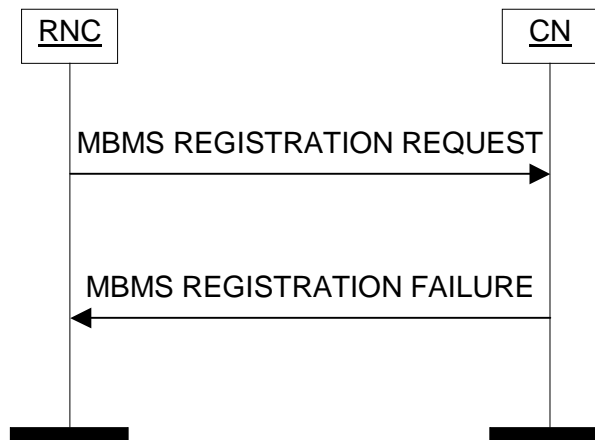 RNC
CN
MBMS REGISTRATION REQUEST
MBMS REGISTRATION FAILURE